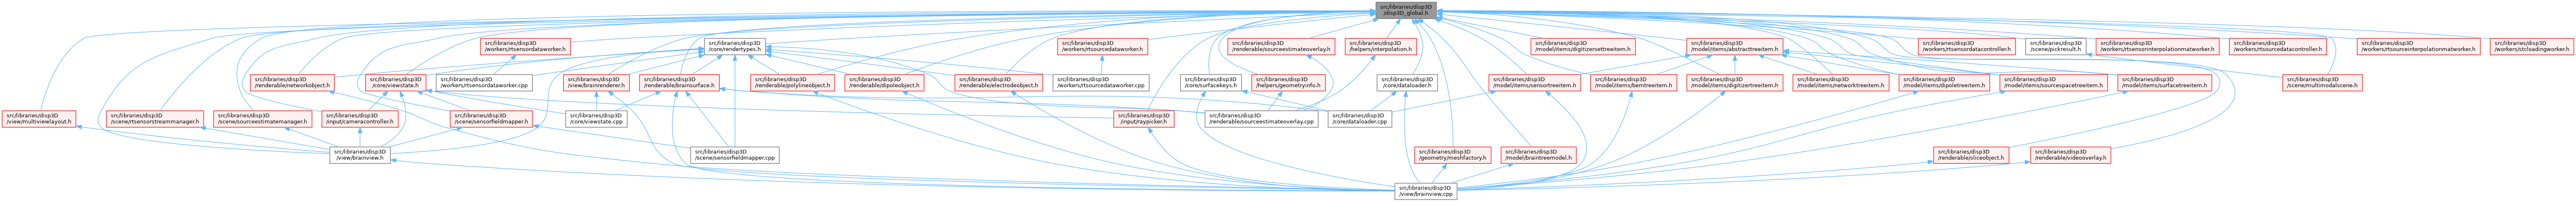 src/libraries/disp3D
/disp3D_global.h
src/libraries/disp3D
/workers/rtsensordataworker.h
src/libraries/disp3D
/core/rendertypes.h
src/libraries/disp3D
/workers/rtsourcedataworker.h
src/libraries/disp3D
/renderable/sourceestimateoverlay.h
src/libraries/disp3D
/helpers/interpolation.h
src/libraries/disp3D
/model/items/digitizersettreeitem.h
src/libraries/disp3D
/model/items/abstracttreeitem.h
src/libraries/disp3D
/workers/rtsensordatacontroller.h
src/libraries/disp3D
/scene/pickresult.h
src/libraries/disp3D
/workers/rtsensorinterpolationmatworker.h
src/libraries/disp3D
/workers/rtsourcedatacontroller.h
src/libraries/disp3D
/workers/rtsourceinterpolationmatworker.h
src/libraries/disp3D
/workers/stcloadingworker.h
src/libraries/disp3D
/renderable/networkobject.h
src/libraries/disp3D
/core/viewstate.h
src/libraries/disp3D
/workers/rtsensordataworker.cpp
src/libraries/disp3D
/view/brainrenderer.h
src/libraries/disp3D
/renderable/brainsurface.h
src/libraries/disp3D
/renderable/polylineobject.h
src/libraries/disp3D
/renderable/dipoleobject.h
src/libraries/disp3D
/renderable/electrodeobject.h
src/libraries/disp3D
/workers/rtsourcedataworker.cpp
src/libraries/disp3D
/core/surfacekeys.h
src/libraries/disp3D
/helpers/geometryinfo.h
src/libraries/disp3D
/core/dataloader.h
src/libraries/disp3D
/model/items/sensortreeitem.h
src/libraries/disp3D
/model/items/bemtreeitem.h
src/libraries/disp3D
/model/items/digitizertreeitem.h
src/libraries/disp3D
/model/items/networktreeitem.h
src/libraries/disp3D
/model/items/dipoletreeitem.h
src/libraries/disp3D
/model/items/sourcespacetreeitem.h
src/libraries/disp3D
/model/items/surfacetreeitem.h
src/libraries/disp3D
/scene/multimodalscene.h
src/libraries/disp3D
/view/multiviewlayout.h
src/libraries/disp3D
/scene/rtsensorstreammanager.h
src/libraries/disp3D
/scene/sourceestimatemanager.h
src/libraries/disp3D
/input/cameracontroller.h
src/libraries/disp3D
/scene/sensorfieldmapper.h
src/libraries/disp3D
/core/viewstate.cpp
src/libraries/disp3D
/input/raypicker.h
src/libraries/disp3D
/renderable/sourceestimateoverlay.cpp
src/libraries/disp3D
/core/dataloader.cpp
src/libraries/disp3D
/view/brainview.h
src/libraries/disp3D
/scene/sensorfieldmapper.cpp
src/libraries/disp3D
/geometry/meshfactory.h
src/libraries/disp3D
/model/braintreemodel.h
src/libraries/disp3D
/renderable/sliceobject.h
src/libraries/disp3D
/renderable/videooverlay.h
src/libraries/disp3D
/view/brainview.cpp